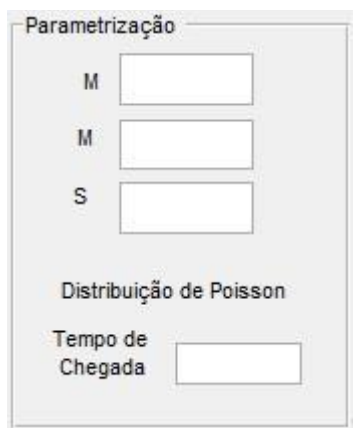 Parametrização
M
M
S
Distribuição de Poisson
Tempo de
Chegada